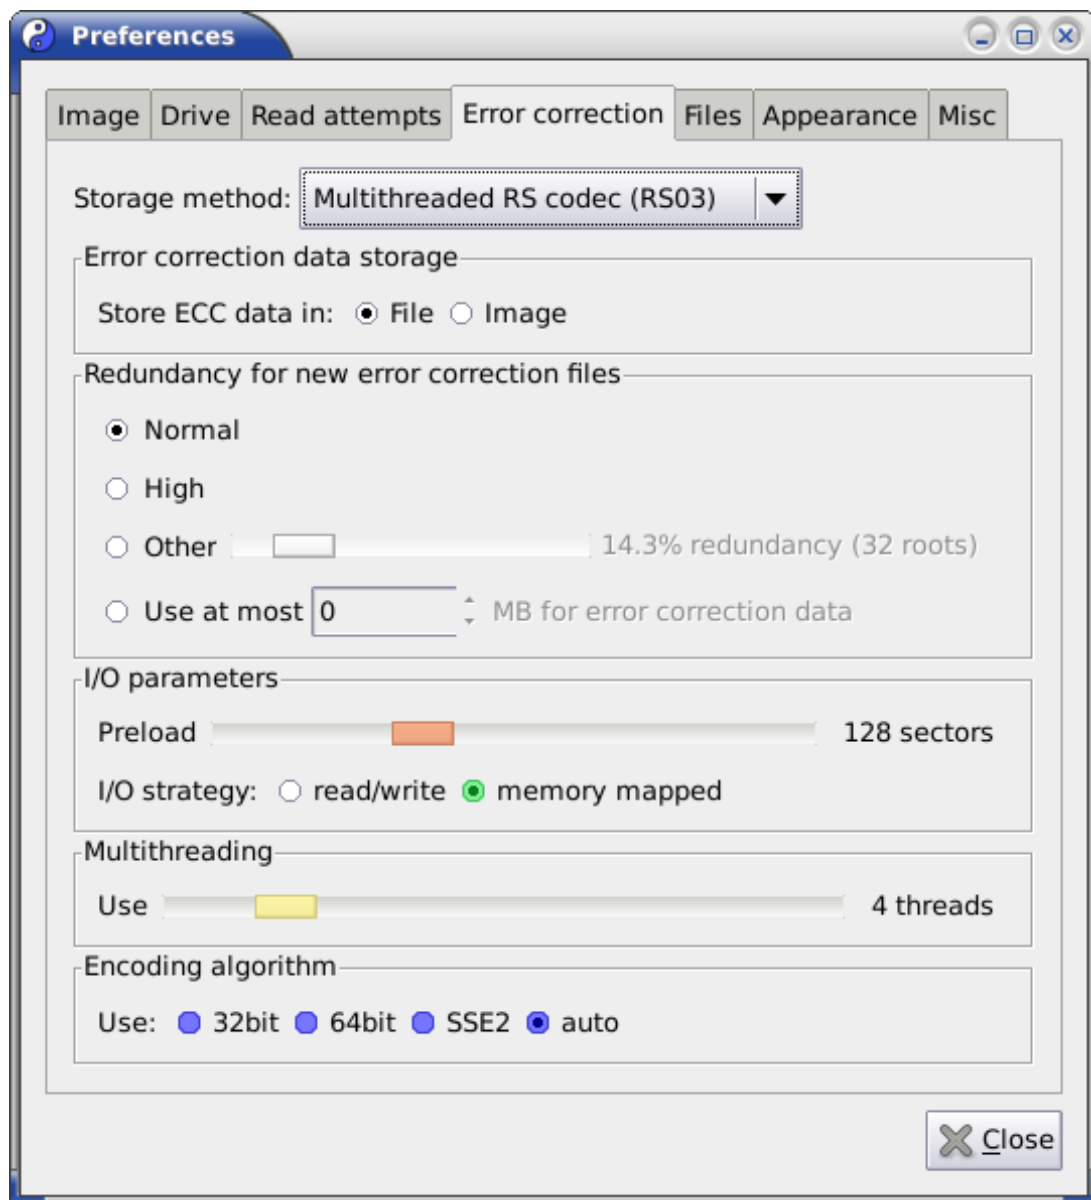 Preferences
Image Drive Read attempts Error correction Files Appearance Misc
Storage method: Multithreaded RS codec (RS03)
Error correction data storage
Store ECC data in: File Image
Redundancy for new error correction files
Normal
High
Other 14.3% redundancy (32 roots)
Use at most 0 MB for error correction data
I/O parameters
Preload 128 sectors
I/O strategy: read/write memory mapped
Multithreading
Use 4 threads
Encoding algorithm
Use: 32bit 64bit SSE2 auto
Close